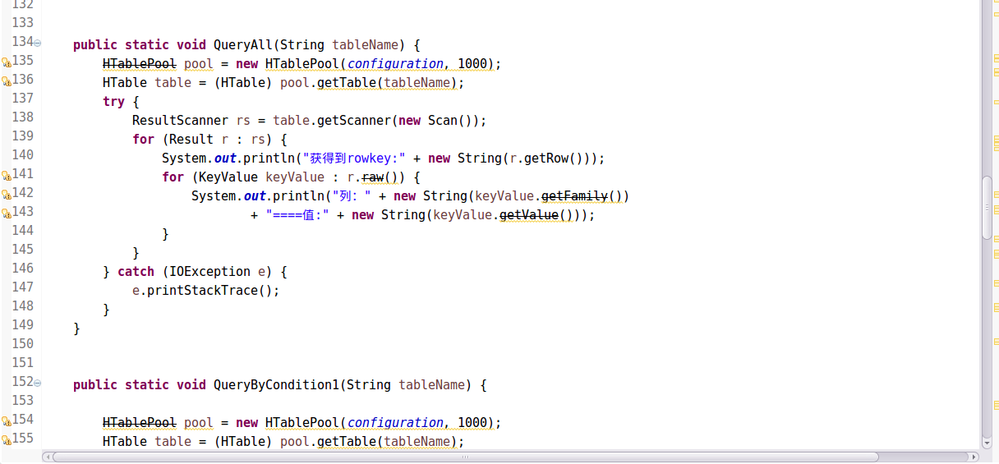 132
133
134 public static void QueryAll(String tableName) {
135 HTablePool pool = new HTablePool(configuration, 1000);
136 HTable table = (HTable) pool.getTable(tableName);
137 try {
138 ResultScanner rs = table.getScanner(new Scan());
139 for (Result r : rs) {
140 System.out.println("获得到rowkey:" + new String(r.getRow()));
141 for (KeyValue keyValue : r.raw()) {
142 System.out.println("列：" + new String(keyValue.getFamily())
143 + "====值:" + new String(keyValue.getValue()));
144 }
145 }
146 } catch (IOException e) {
147 e.printStackTrace();
148 }
149 }
150
151
152 public static void QueryByCondition1(String tableName) {
153
154 HTablePool pool = new HTablePool(configuration, 1000);
155 HTable table = (HTable) pool.getTable(tableName);